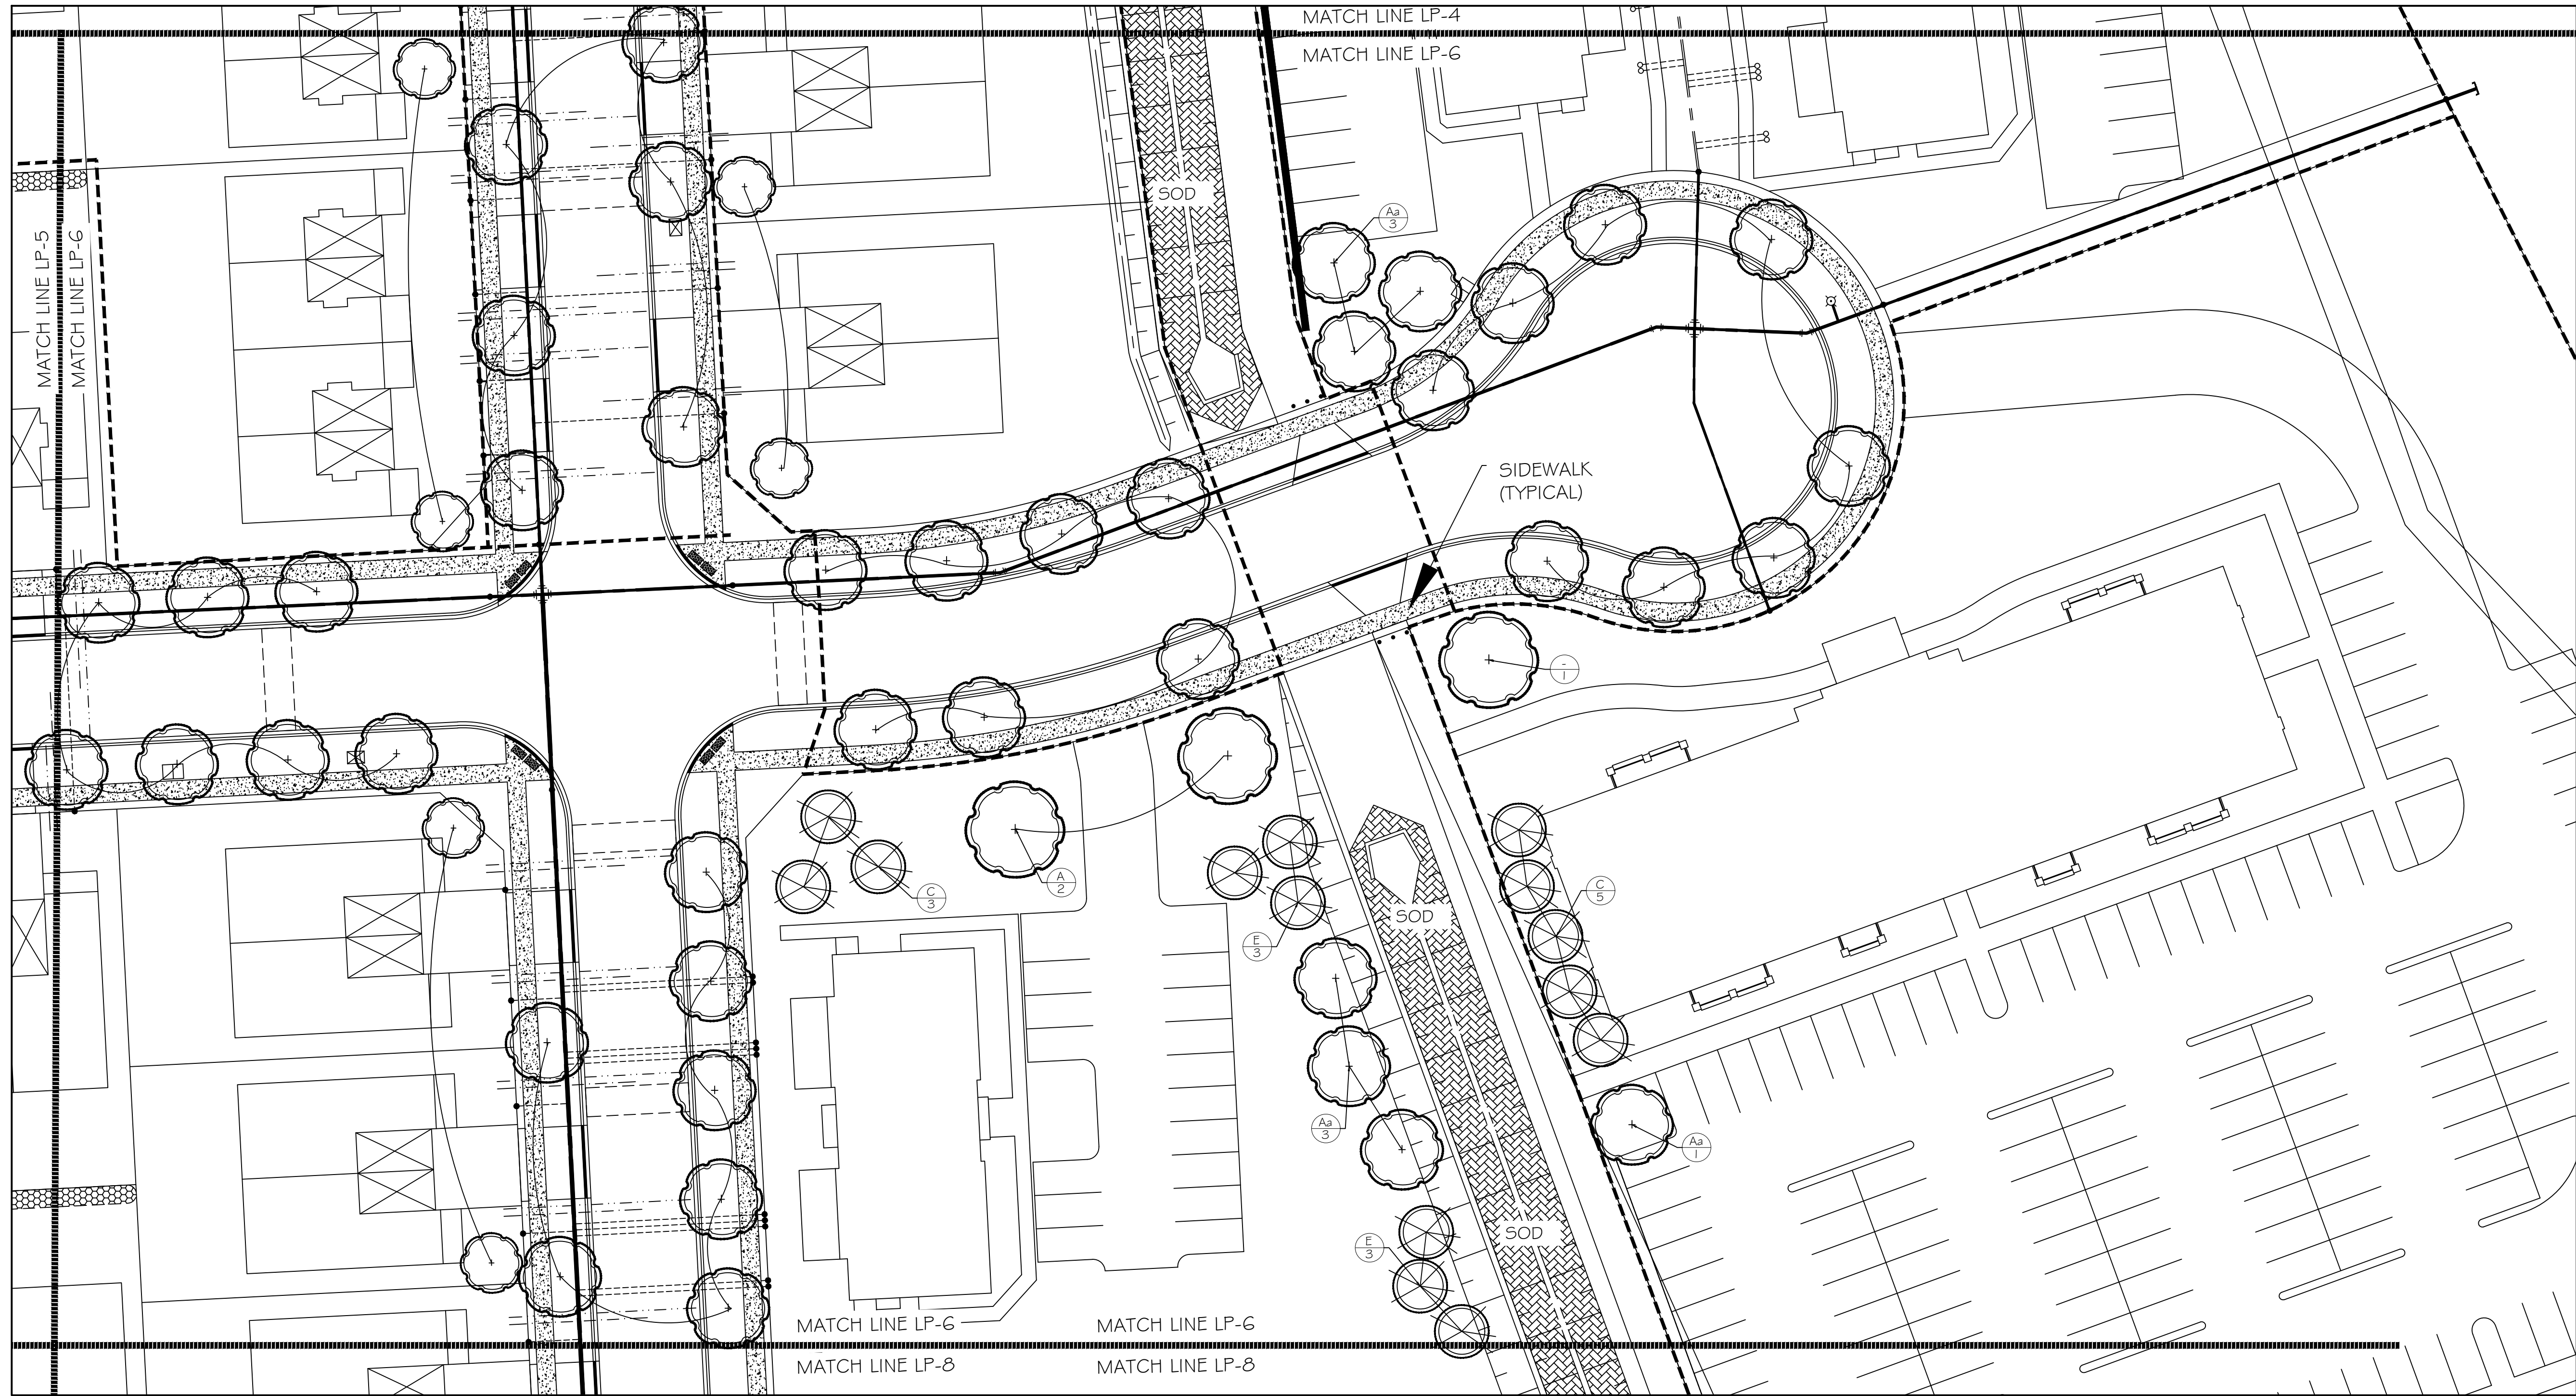 MATCH LINE LP-4
MATCH LINE LP-6
MATCH LINE LP-5
MATCH LINE LP-6
SOD
Aa
3
SIDEWALK
(TYPICAL)
-
1
A
2
C
3
C
5
SOD
E
3
Aa
3
Aa
1
SOD
E
3
MATCH LINE LP-6
MATCH LINE LP-6
MATCH LINE LP-8
MATCH LINE LP-8